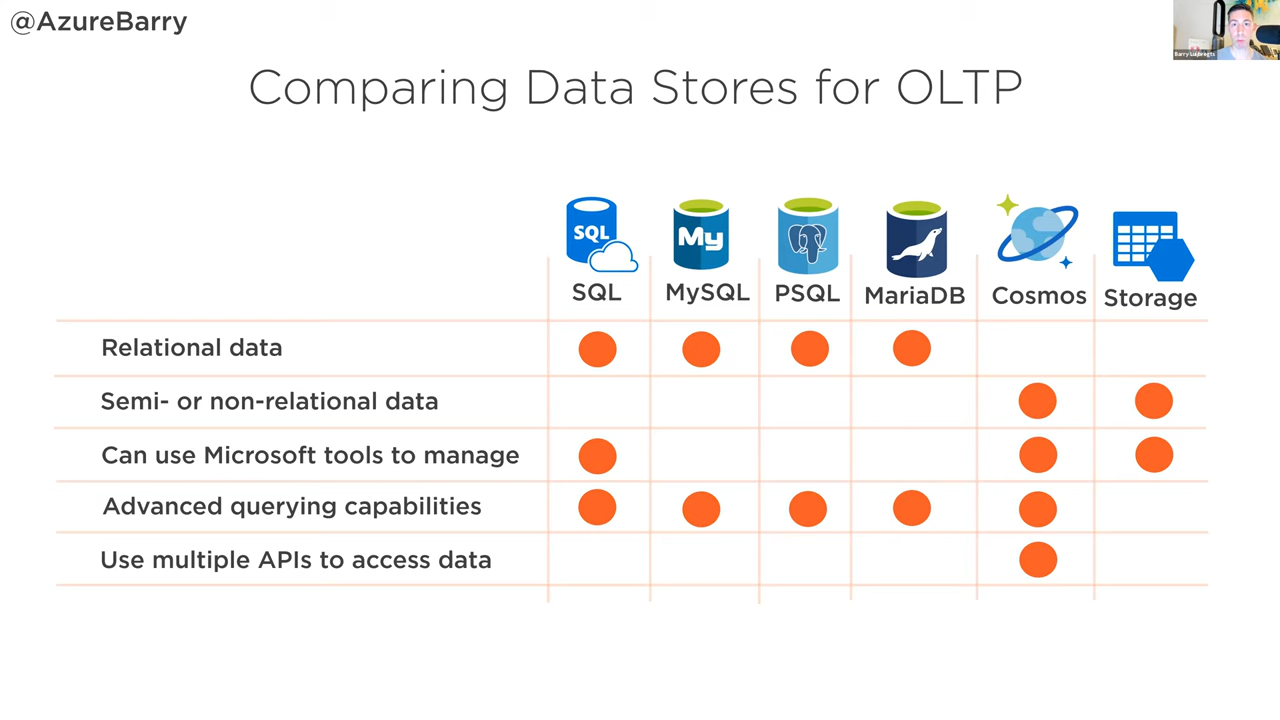 @AzureBarry
Comparing Data Stores for OLTP
SQL
My
SQL
MySQL
PSQL
MariaDB
Cosmos
Storage
Relational data
Semi- or non-relational data
Can use Microsoft tools to manage
Advanced querying capabilities
Use multiple APIs to access data